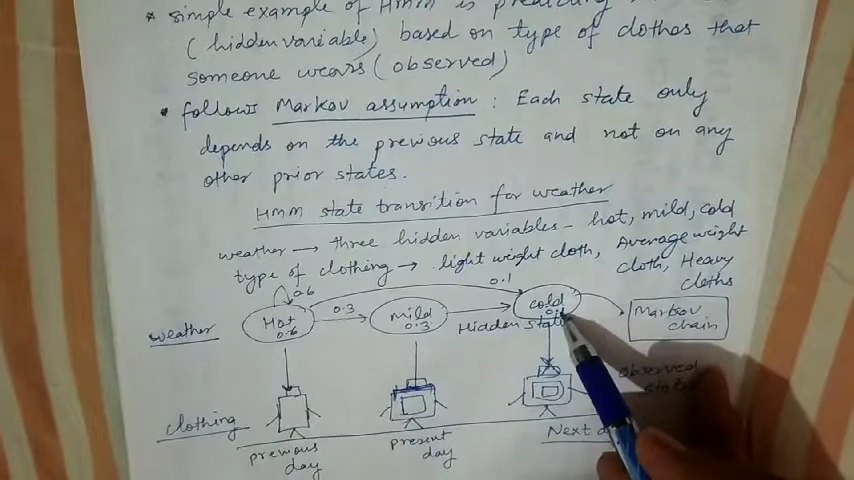 * simple example of HMM is
(hidden variable) based on type of clothes that
someone wears (observed)
• follows Markov assumption : Each state only
depends on the previous state and not on any
other prior states.
HMM state transition for weather
weather → three hidden variables - hot, mild, cold
type of clothing → light weight cloth, Average weight
cloth, Heavy
cloths
0.6
0.1
weather
Hot
0.6
0.3
Mild
0.3
cold
Hidden state
Markov
chain
observed
state
clothing
previous
day
present
day
Next